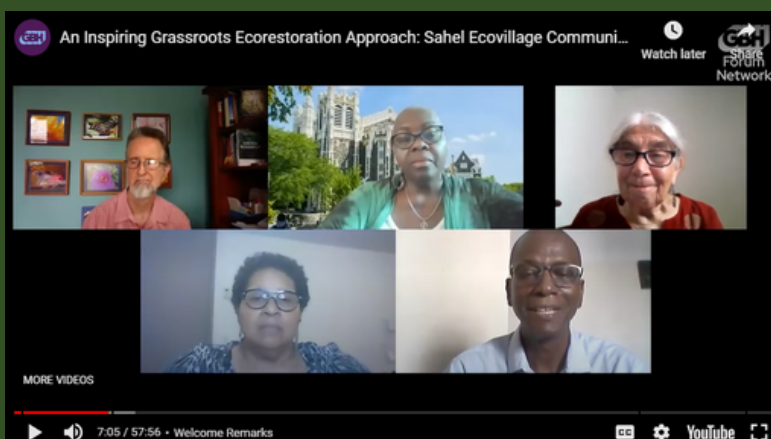 GBH
An Inspiring Grassroots Ecorestoration Approach: Sahel Ecovillage Communi...
Watch later
Share
GBH
Forum
Network
MORE VIDEOS
7:05 / 57:56 • Welcome Remarks
CC
YouTube